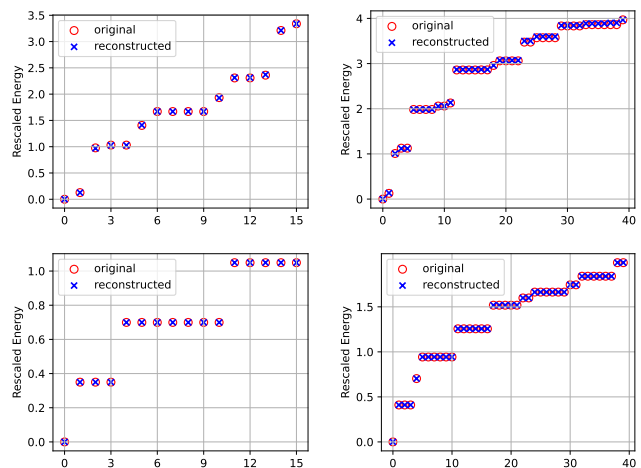 3.5
3.0
2.5
2.0
1.5
1.0
0.5
0.0
Rescaled Energy
original
reconstructed
0 3 6 9 12 15
4
3
2
1
0
Rescaled Energy
original
reconstructed
0 10 20 30 40
1.0
0.8
0.6
0.4
0.2
0.0
Rescaled Energy
original
reconstructed
0 3 6 9 12 15
1.5
1.0
0.5
0.0
Rescaled Energy
original
reconstructed
0 10 20 30 40